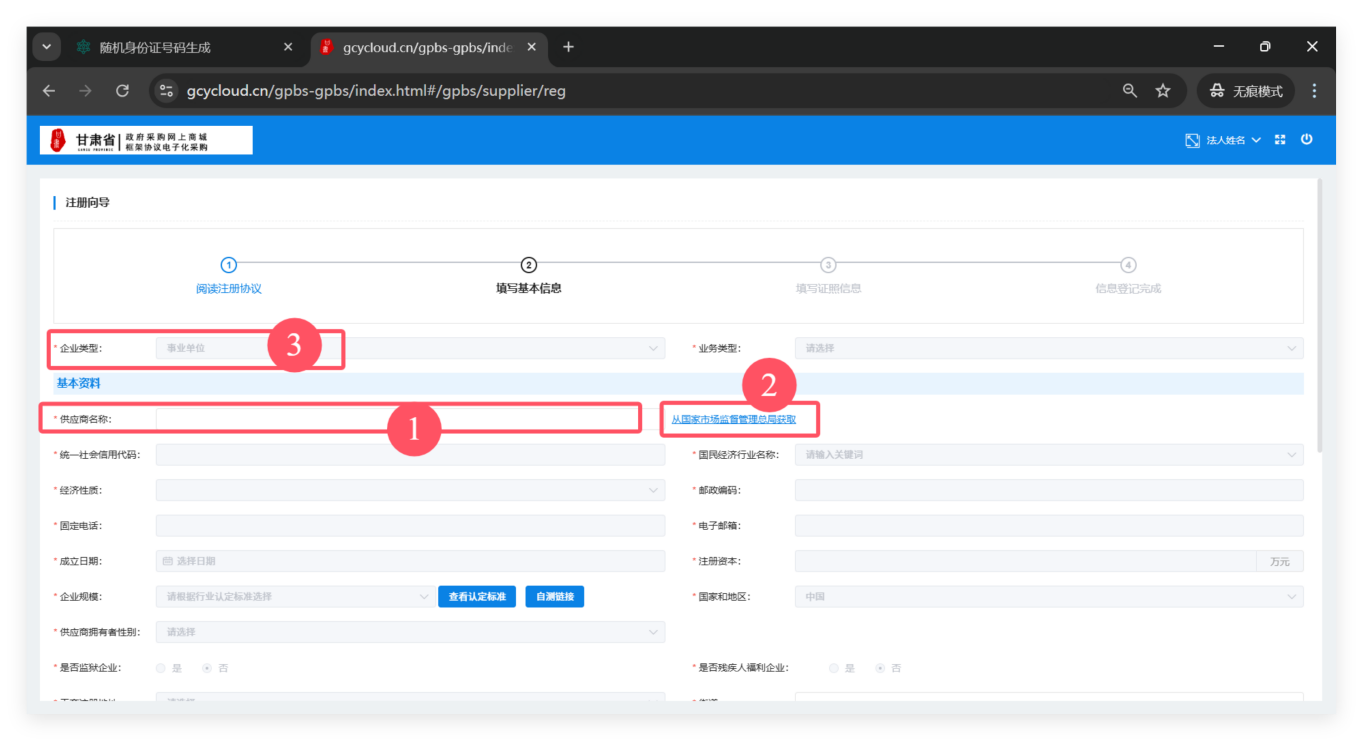 随机身份证号码生成
gcycloud.cn/gpbs-gpbs/inde
gcycloud.cn/gpbs-gpbs/index.html#/gpbs/supplier/reg
无痕模式
甘肃省 政府采购网上商城
框架协议电子化采购
法人姓名
注册向导
1 2 3 4
阅读注册协议 填写基本信息 填写证照信息 信息登记完成
* 企业类型: 事业单位 3 * 业务类型: 请选择
基本资料 2
* 供应商名称: 1 从国家市场监督管理总局获取
* 统一社会信用代码: * 国民经济行业名称: 请输入关键词
* 经济性质: * 邮政编码:
* 固定电话: * 电子邮箱:
* 成立日期: 选择日期 * 注册资本: 万元
* 企业规模: 请根据行业认定标准选择 查看认定标准 自测链接 * 国家和地区: 中国
* 供应商拥有者性别: 请选择
* 是否监狱企业: 是 否 * 是否残疾人福利企业: 是 否